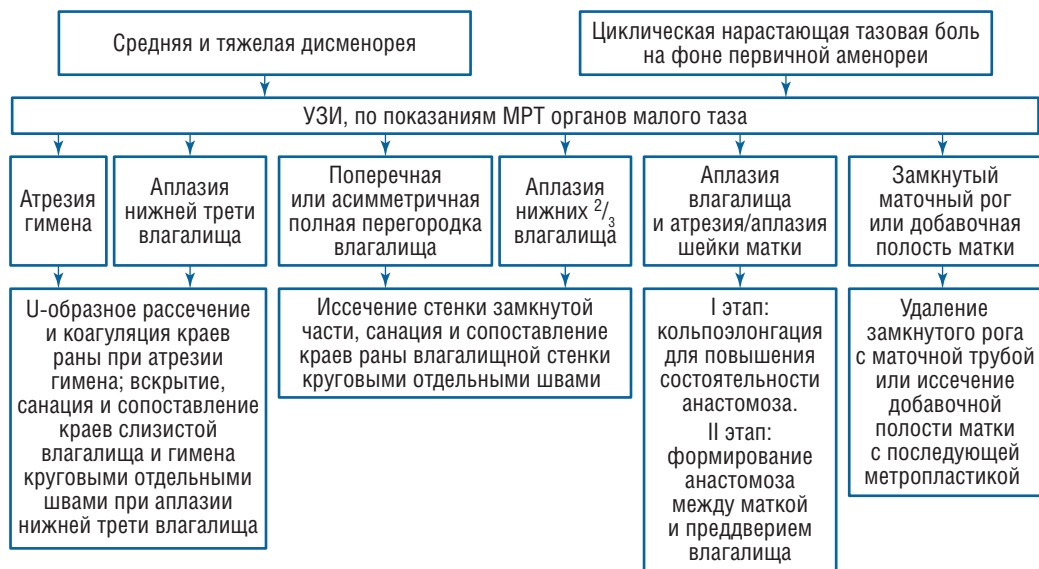 Средняя и тяжелая дисменорея
Циклическая нарастающая тазовая боль
на фоне первичной аменореи
УЗИ, по показаниям МРТ органов малого таза
Атрезия
гимена
Аплазия
нижней трети
влагалища
Поперечная
или асимметричная
полная перегородка
влагалища
Аплазия
нижних 2/3
влагалища
Аплазия
влагалища
и атрезия/аплазия
шейки матки
Замкнутый
маточный рог
или добавочная
полость матки
U-образное рассечение
и коагуляция краев
раны при атрезии
гимена; вскрытие,
санация и сопоставление
краев слизистой
влагалища и гимена
круговыми отдельными
швами при аплазии
нижней трети влагалища
Иссечение стенки замкнутой
части, санация и сопоставление
краев раны влагалищной стенки
круговыми отдельными швами
I этап:
кольпоэлонгация
для повышения
состоятельности
анастомоза.
II этап:
формирование
анастомоза
между маткой
и преддверием
влагалища
Удаление
замкнутого рога
с маточной трубой
или иссечение
добавочной
полости матки
с последующей
метропластикой